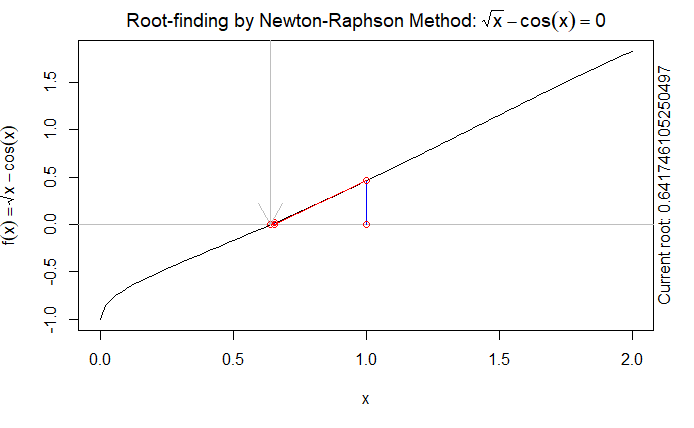 Root-finding by Newton-Raphson Method: √x − cos(x) = 0
f(x) = √x − cos(x)
1.5
1.0
0.5
0.0
-0.5
-1.0
0.0 0.5 1.0 1.5 2.0
x
Current root: 0.641746105250497